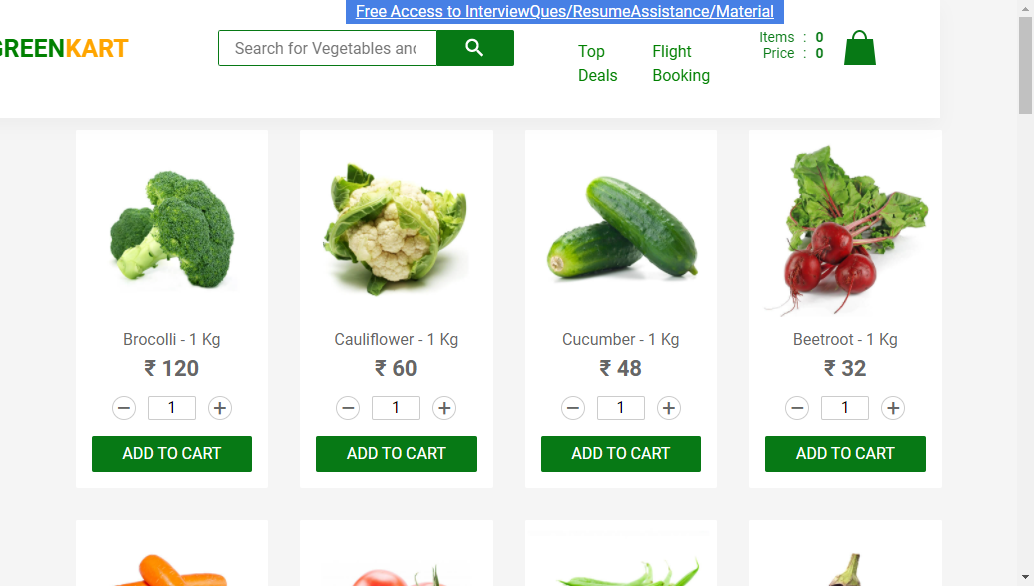 Free Access to InterviewQues/ResumeAssistance/Material
GREENKART
Search for Vegetables and
Top
Deals
Flight
Booking
Items : 0
Price : 0
Brocolli - 1 Kg
₹ 120
1
ADD TO CART
Cauliflower - 1 Kg
₹ 60
1
ADD TO CART
Cucumber - 1 Kg
₹ 48
1
ADD TO CART
Beetroot - 1 Kg
₹ 32
1
ADD TO CART